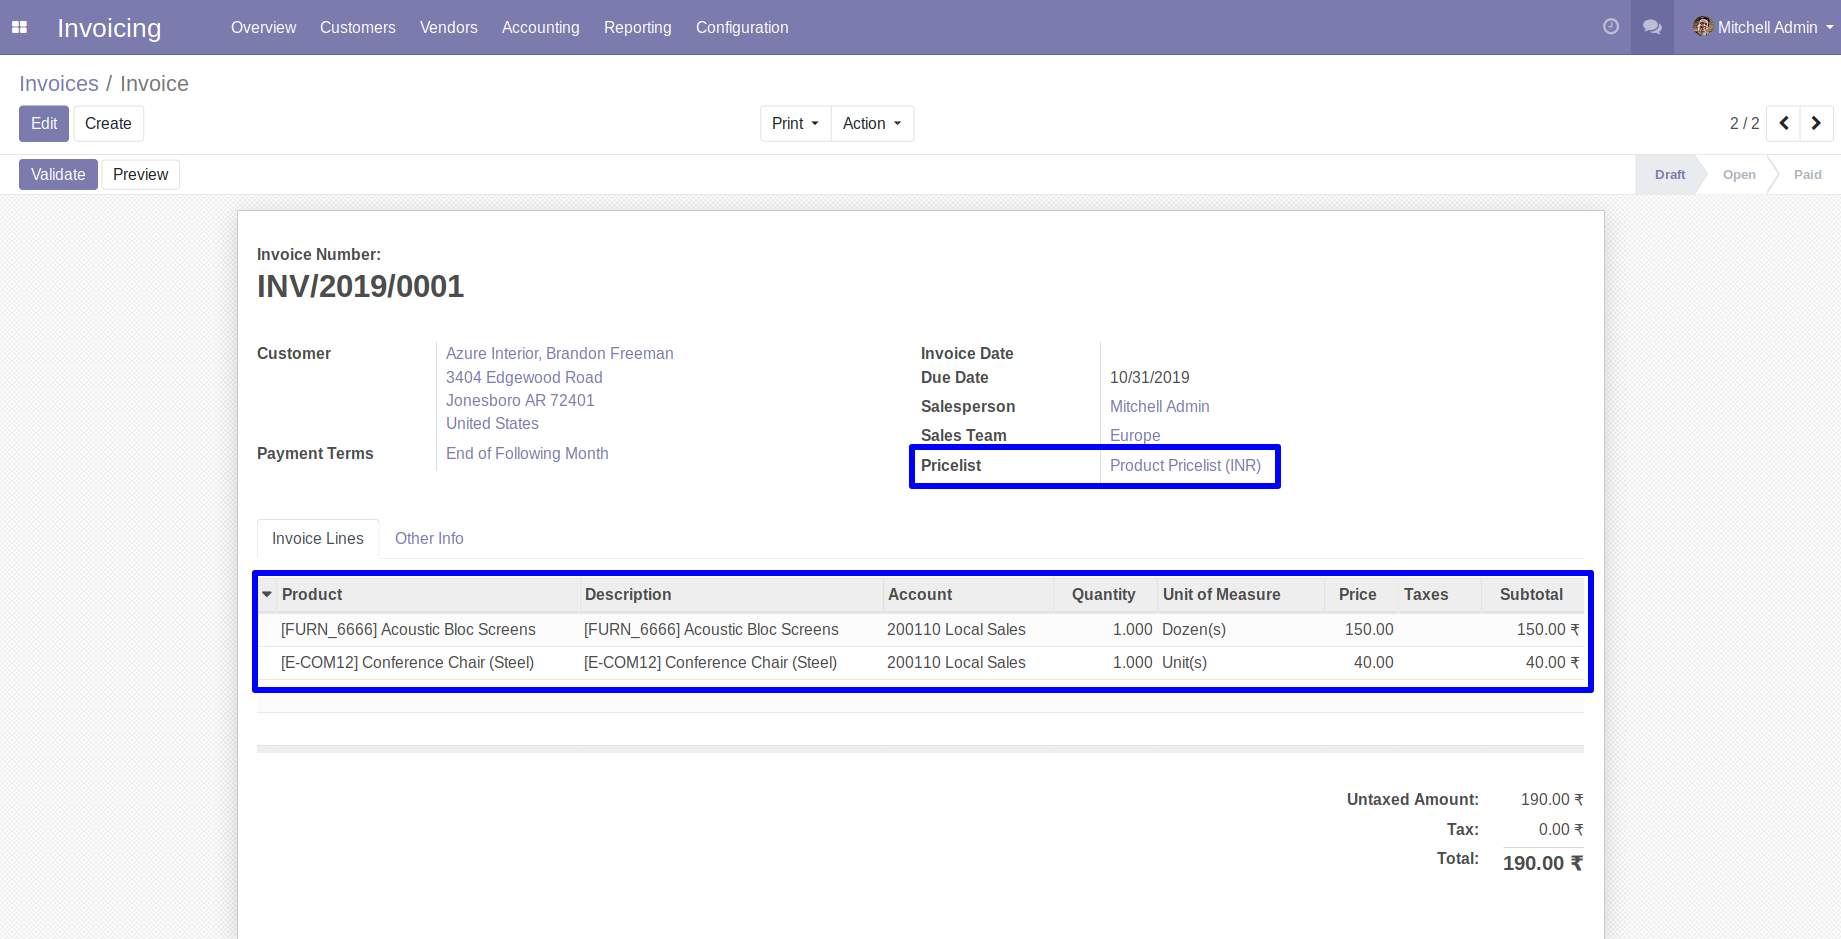 Invoicing Overview Customers Vendors Accounting Reporting Configuration Mitchell Admin
Invoices / Invoice
Edit Create Print Action 2 / 2
Validate Preview Draft Open Paid
Invoice Number:
INV/2019/0001
Customer Azure Interior, Brandon Freeman
3404 Edgewood Road
Jonesboro AR 72401
United States
Payment Terms End of Following Month
Invoice Date
Due Date 10/31/2019
Salesperson Mitchell Admin
Sales Team Europe
Pricelist Product Pricelist (INR)
Invoice Lines Other Info
Product Description Account Quantity Unit of Measure Price Taxes Subtotal
[FURN_6666] Acoustic Bloc Screens [FURN_6666] Acoustic Bloc Screens 200110 Local Sales 1.000 Dozen(s) 150.00 150.00 ₹
[E-COM12] Conference Chair (Steel) [E-COM12] Conference Chair (Steel) 200110 Local Sales 1.000 Unit(s) 40.00 40.00 ₹
Untaxed Amount: 190.00 ₹
Tax: 0.00 ₹
Total: 190.00 ₹